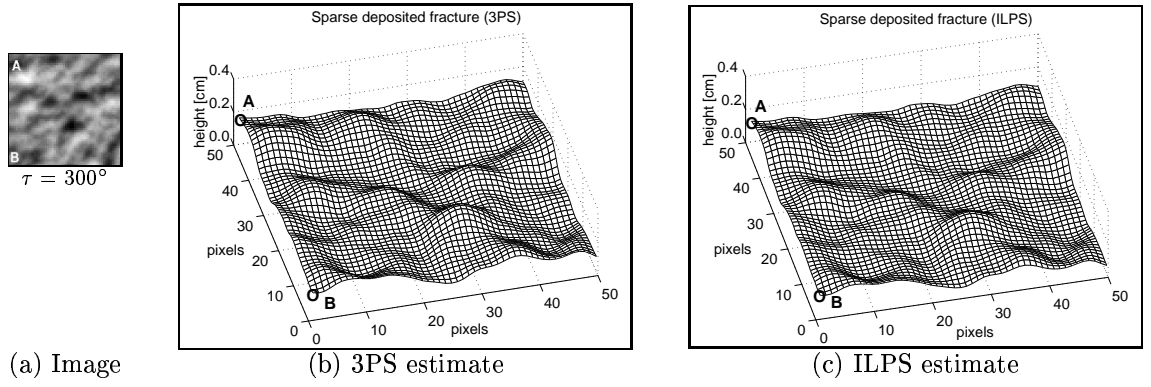 A
B
τ = 300°
(a) Image
Sparse deposited fracture (3PS)
height [cm]
0.4
0.2
0.0
A
B
50
40
30
20
10
0
pixels
0
10
20
30
40
50
pixels
(b) 3PS estimate
Sparse deposited fracture (ILPS)
height [cm]
0.4
0.2
0.0
A
B
50
40
30
20
10
0
pixels
0
10
20
30
40
50
pixels
(c) ILPS estimate